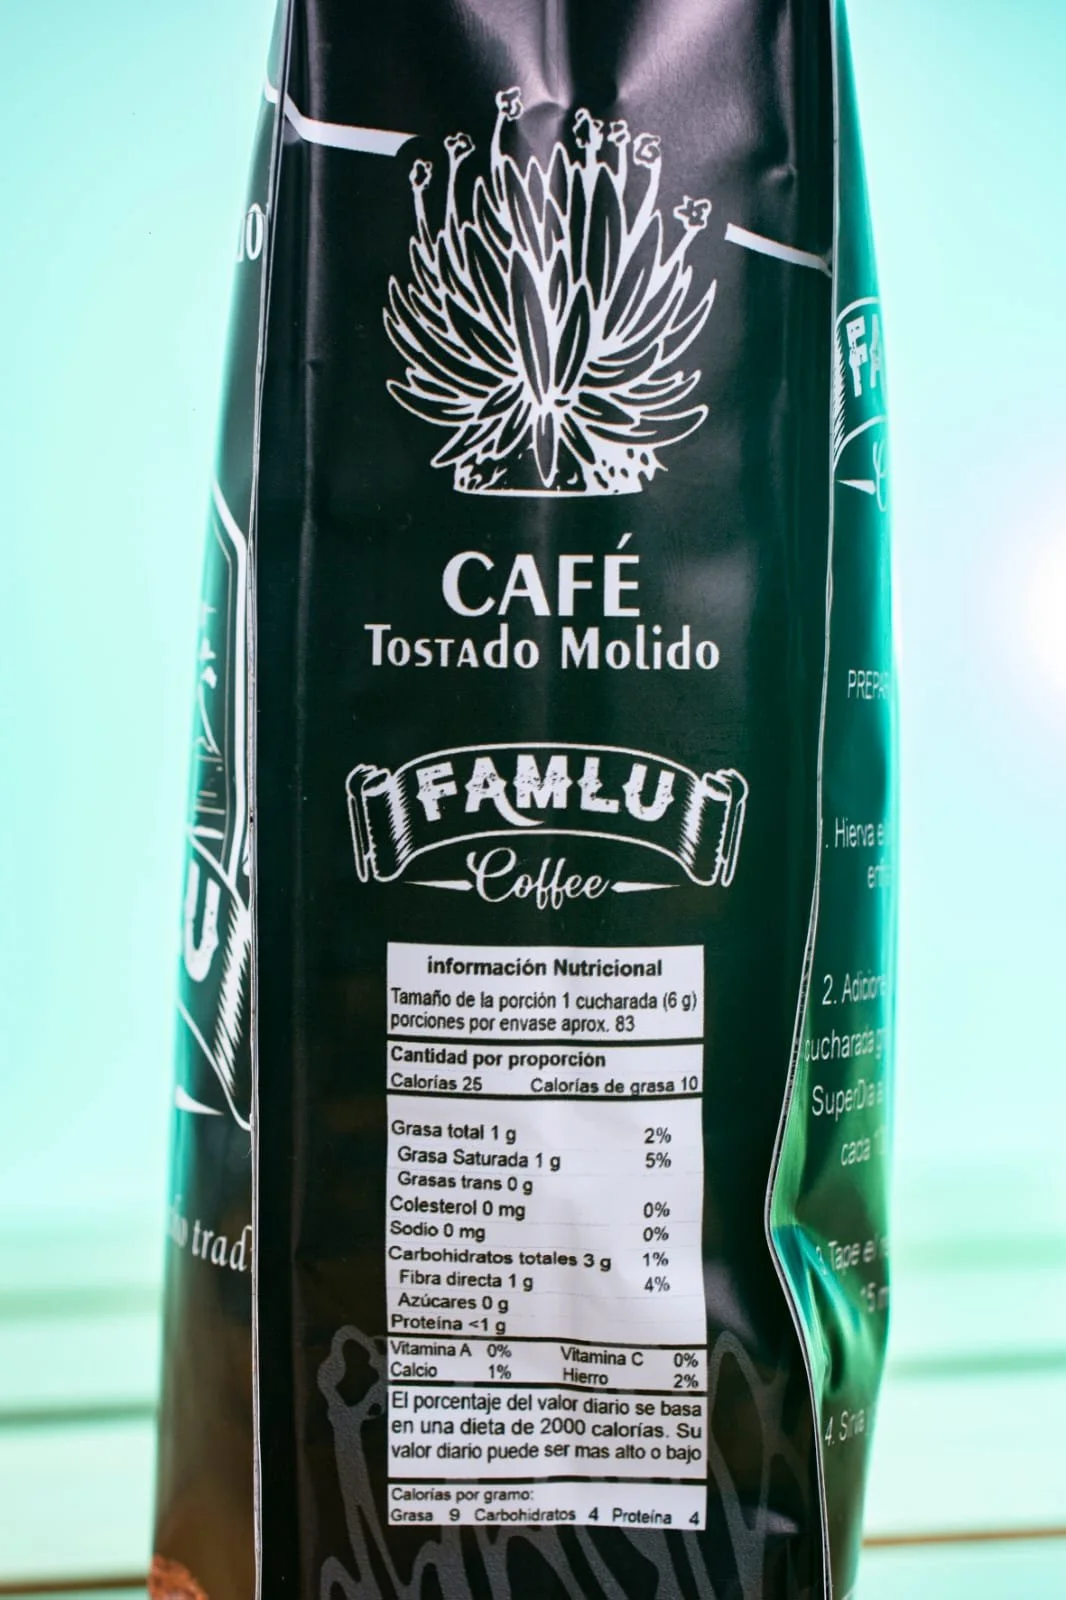 CAFÉ
Tostado Molido
FAMLU
Coffee
información Nutricional
Tamaño de la porción 1 cucharada (6 g)
porciones por envase aprox. 83
Cantidad por proporción
Calorías 25 Calorías de grasa 10
Grasa total 1 g 2%
Grasa Saturada 1 g 5%
Grasas trans 0 g
Colesterol 0 mg 0%
Sodio 0 mg 0%
Carbohidratos totales 3 g 1%
Fibra directa 1 g 4%
Azúcares 0 g
Proteína <1 g
Vitamina A 0% Vitamina C 0%
Calcio 1% Hierro 2%
El porcentaje del valor diario se basa
en una dieta de 2000 calorías. Su
valor diario puede ser mas alto o bajo
Calorías por gramo:
Grasa 9 Carbohidratos 4 Proteína 4
FA
PREPA
Hierva e
2. Adicion
cucharada
cada
Tape el
4. Sirva
trad
U